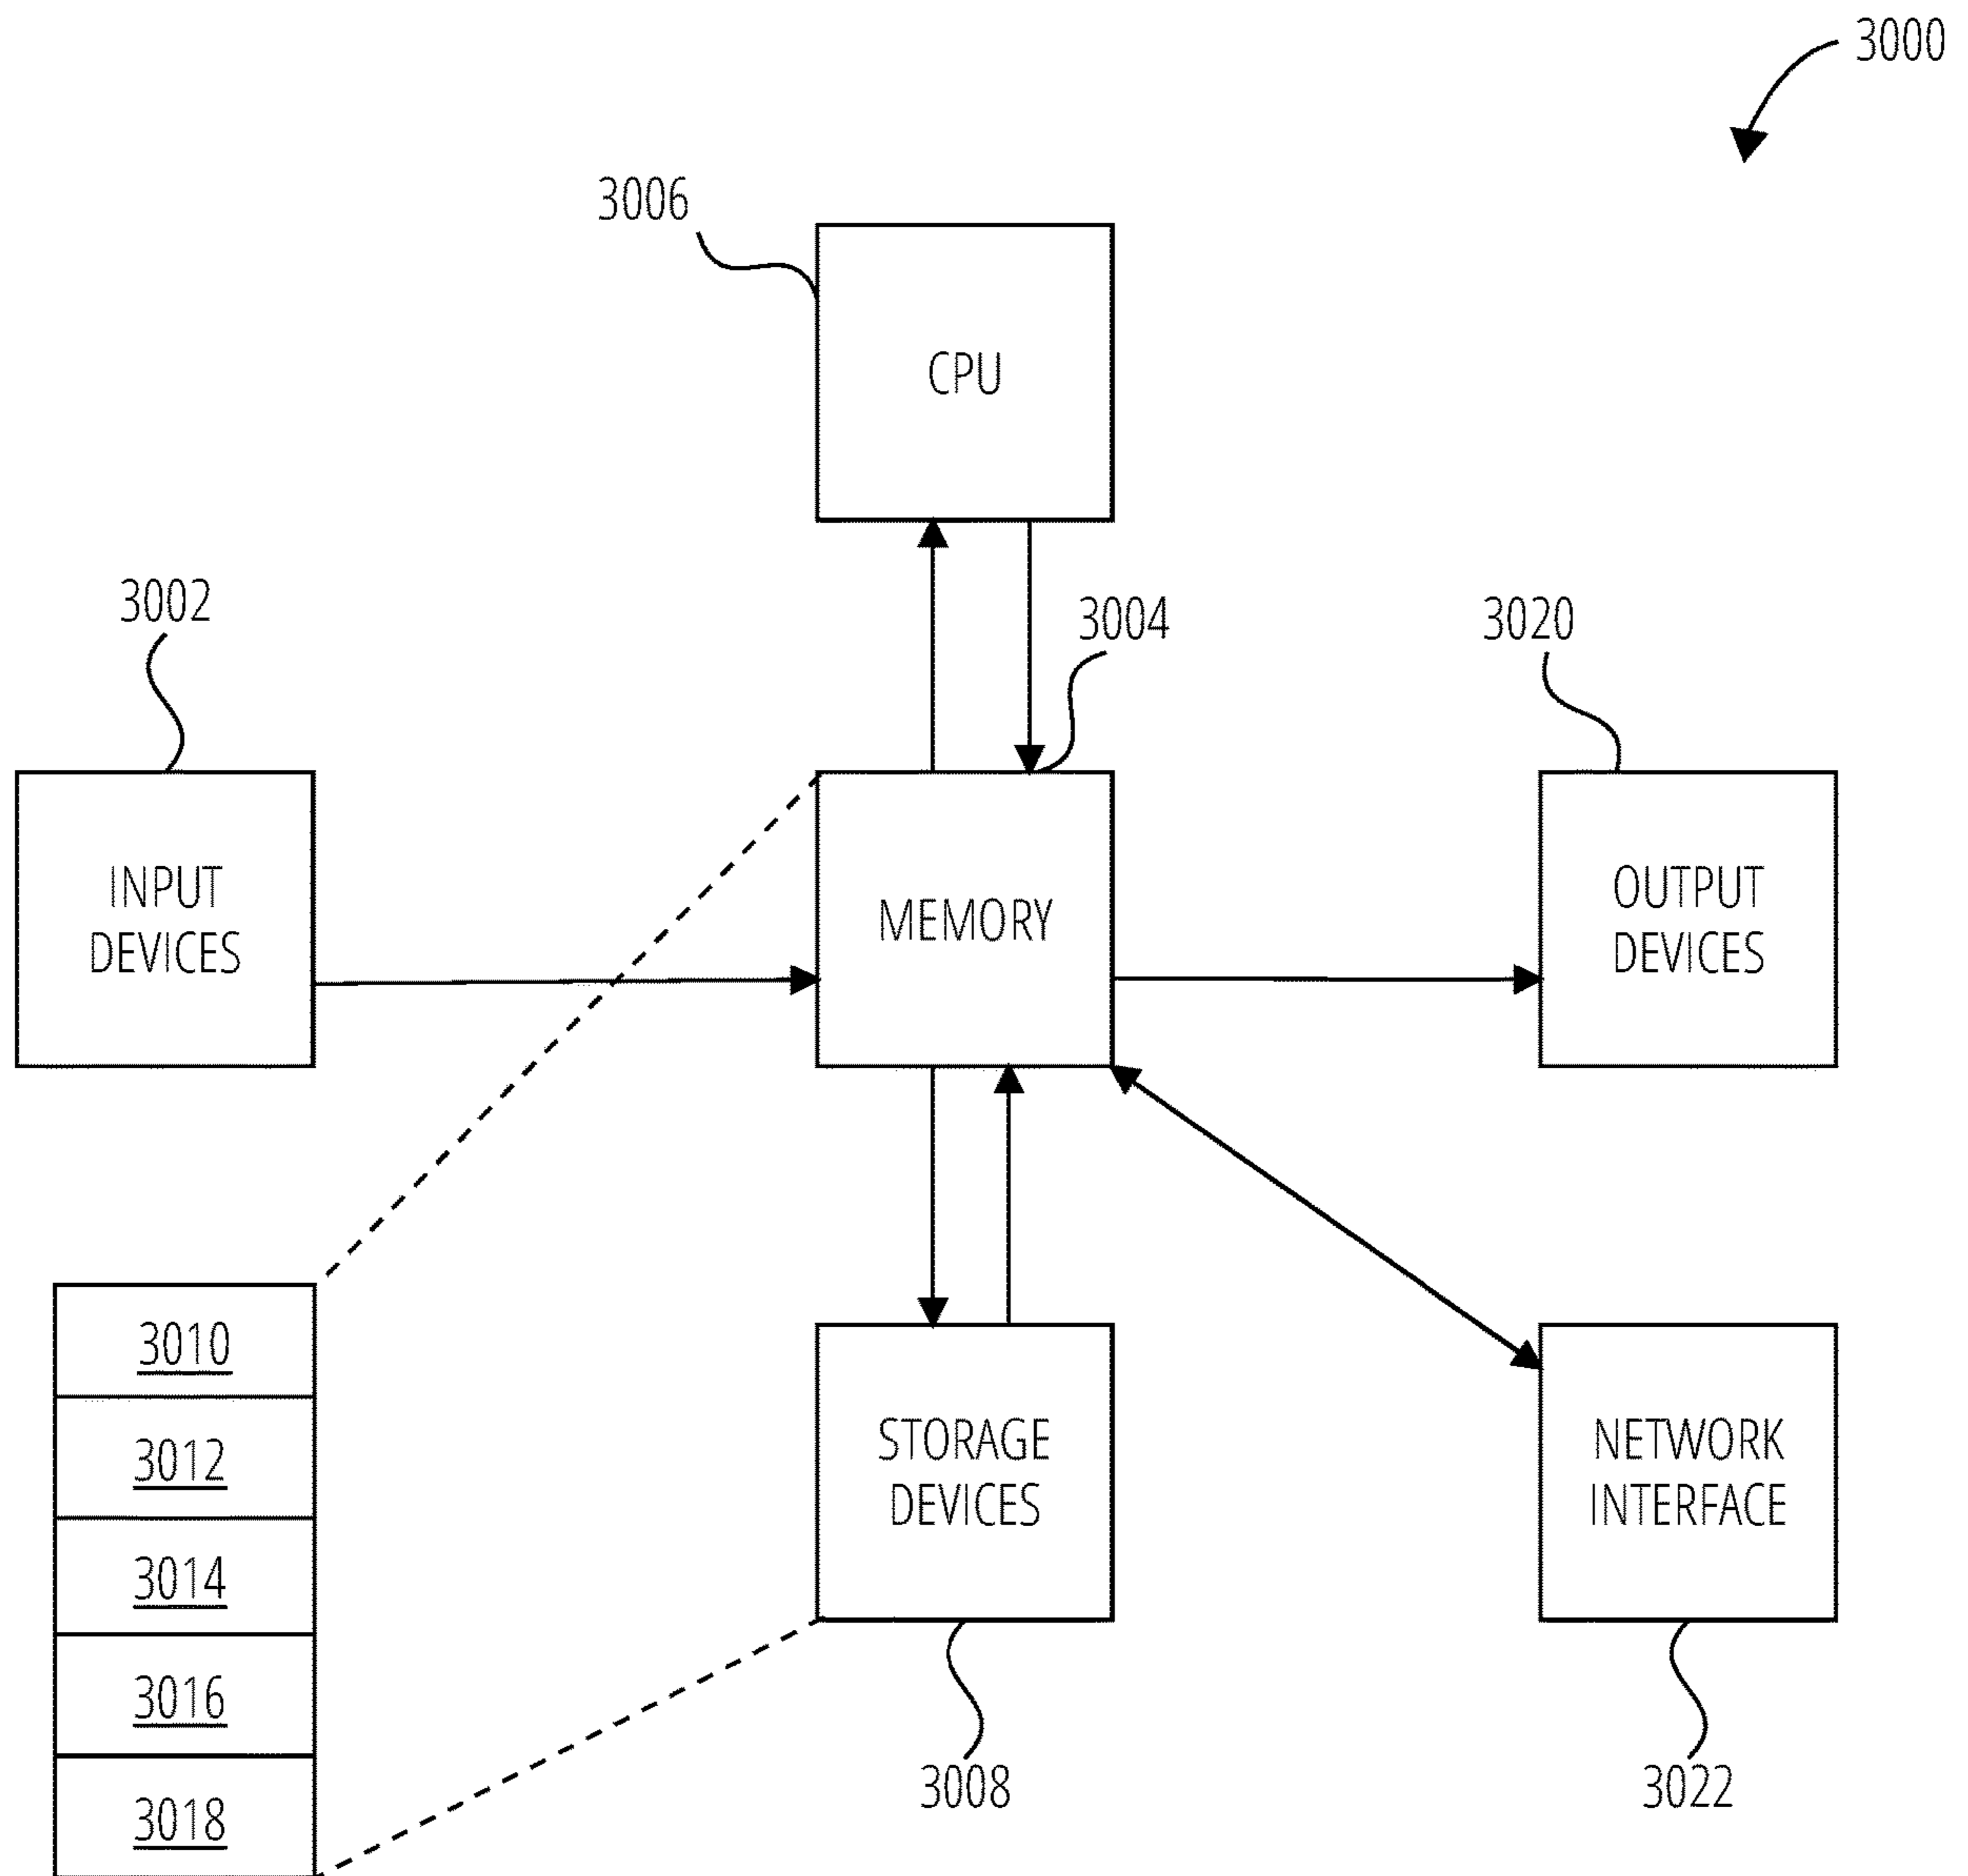 3000
3006
CPU
3002
3004
3020
INPUT
DEVICES
MEMORY
OUTPUT
DEVICES
3010
3012
3014
3016
3018
STORAGE
DEVICES
NETWORK
INTERFACE
3008
3022